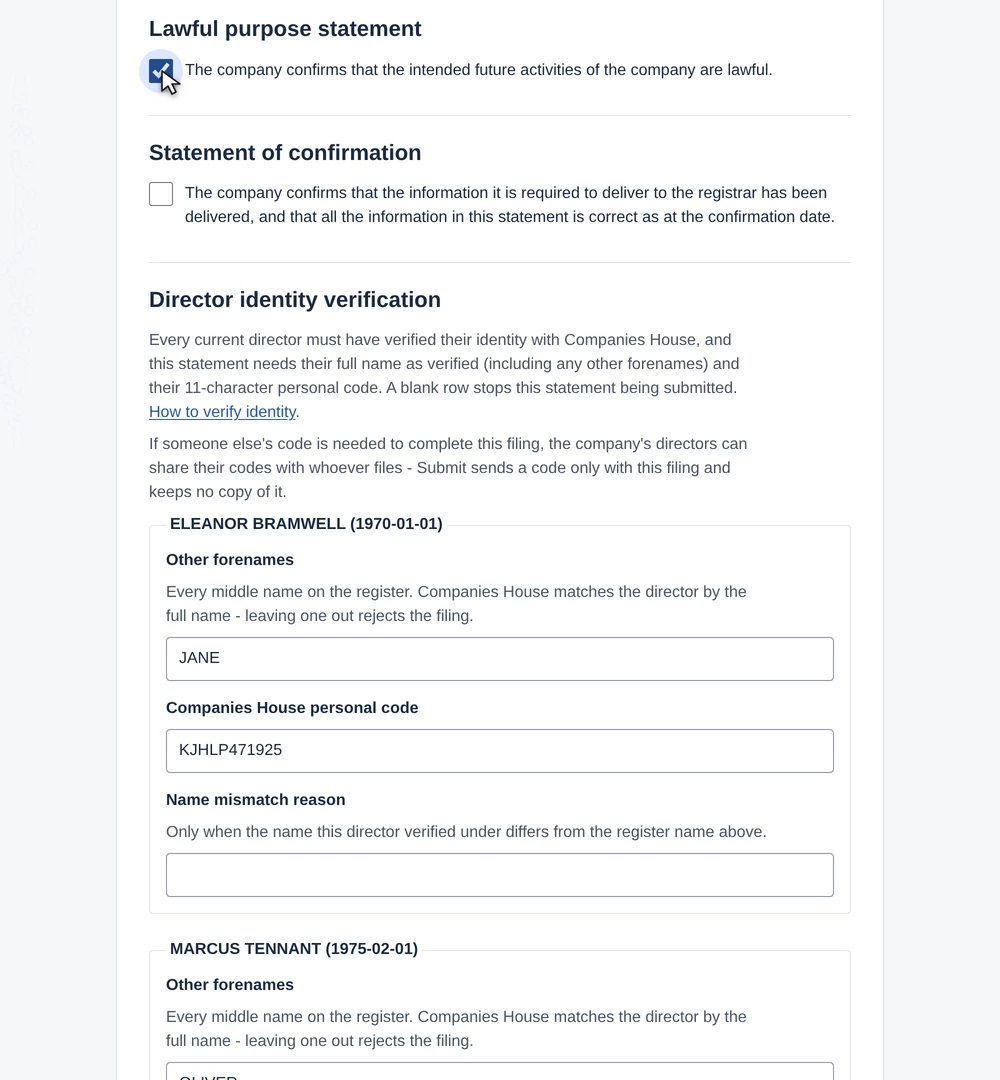 Lawful purpose statement
The company confirms that the intended future activities of the company are lawful.
Statement of confirmation
The company confirms that the information it is required to deliver to the registrar has been
delivered, and that all the information in this statement is correct as at the confirmation date.
Director identity verification
Every current director must have verified their identity with Companies House, and
this statement needs their full name as verified (including any other forenames) and
their 11-character personal code. A blank row stops this statement being submitted.
How to verify identity.
If someone else's code is needed to complete this filing, the company's directors can
share their codes with whoever files - Submit sends a code only with this filing and
keeps no copy of it.
ELEANOR BRAMWELL (1970-01-01)
Other forenames
Every middle name on the register. Companies House matches the director by the
full name - leaving one out rejects the filing.
JANE
Companies House personal code
KJHLP471925
Name mismatch reason
Only when the name this director verified under differs from the register name above.
MARCUS TENNANT (1975-02-01)
Other forenames
Every middle name on the register. Companies House matches the director by the
full name - leaving one out rejects the filing.
OLIVER